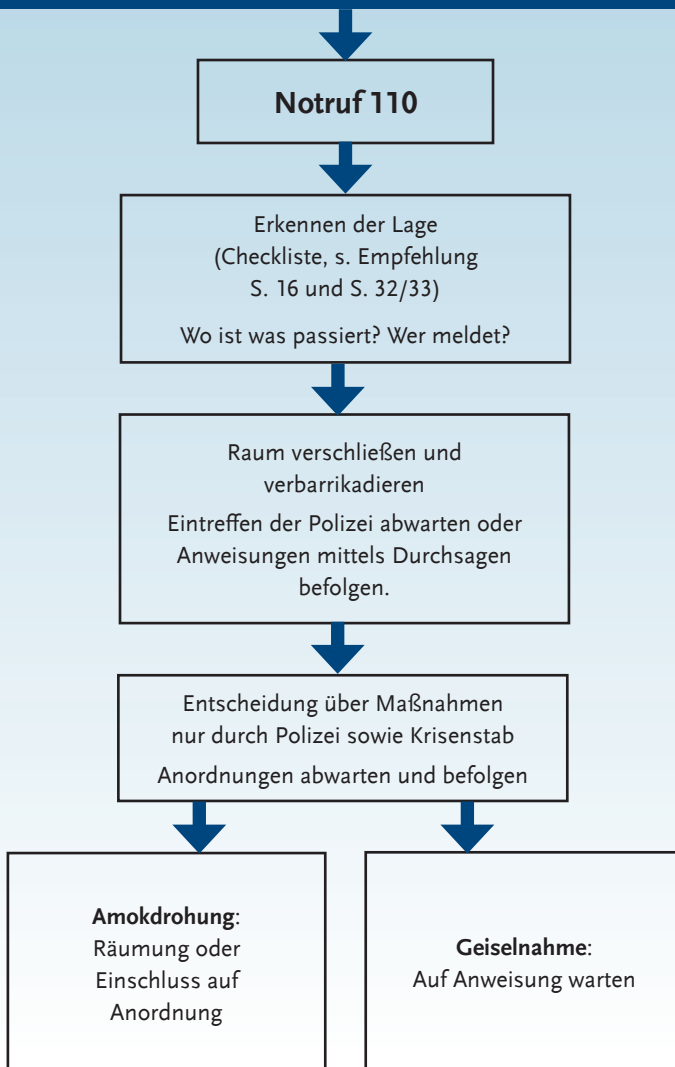 Notruf 110
Erkennen der Lage
(Checkliste, s. Empfehlung
S. 16 und S. 32/33)
Wo ist was passiert? Wer meldet?
Raum verschließen und
verbarrikadieren
Eintreffen der Polizei abwarten oder
Anweisungen mittels Durchsagen
befolgen.
Entscheidung über Maßnahmen
nur durch Polizei sowie Krisenstab
Anordnungen abwarten und befolgen
Amokdrohung:
Räumung oder
Einschluss auf
Anordnung
Geiselnahme:
Auf Anweisung warten